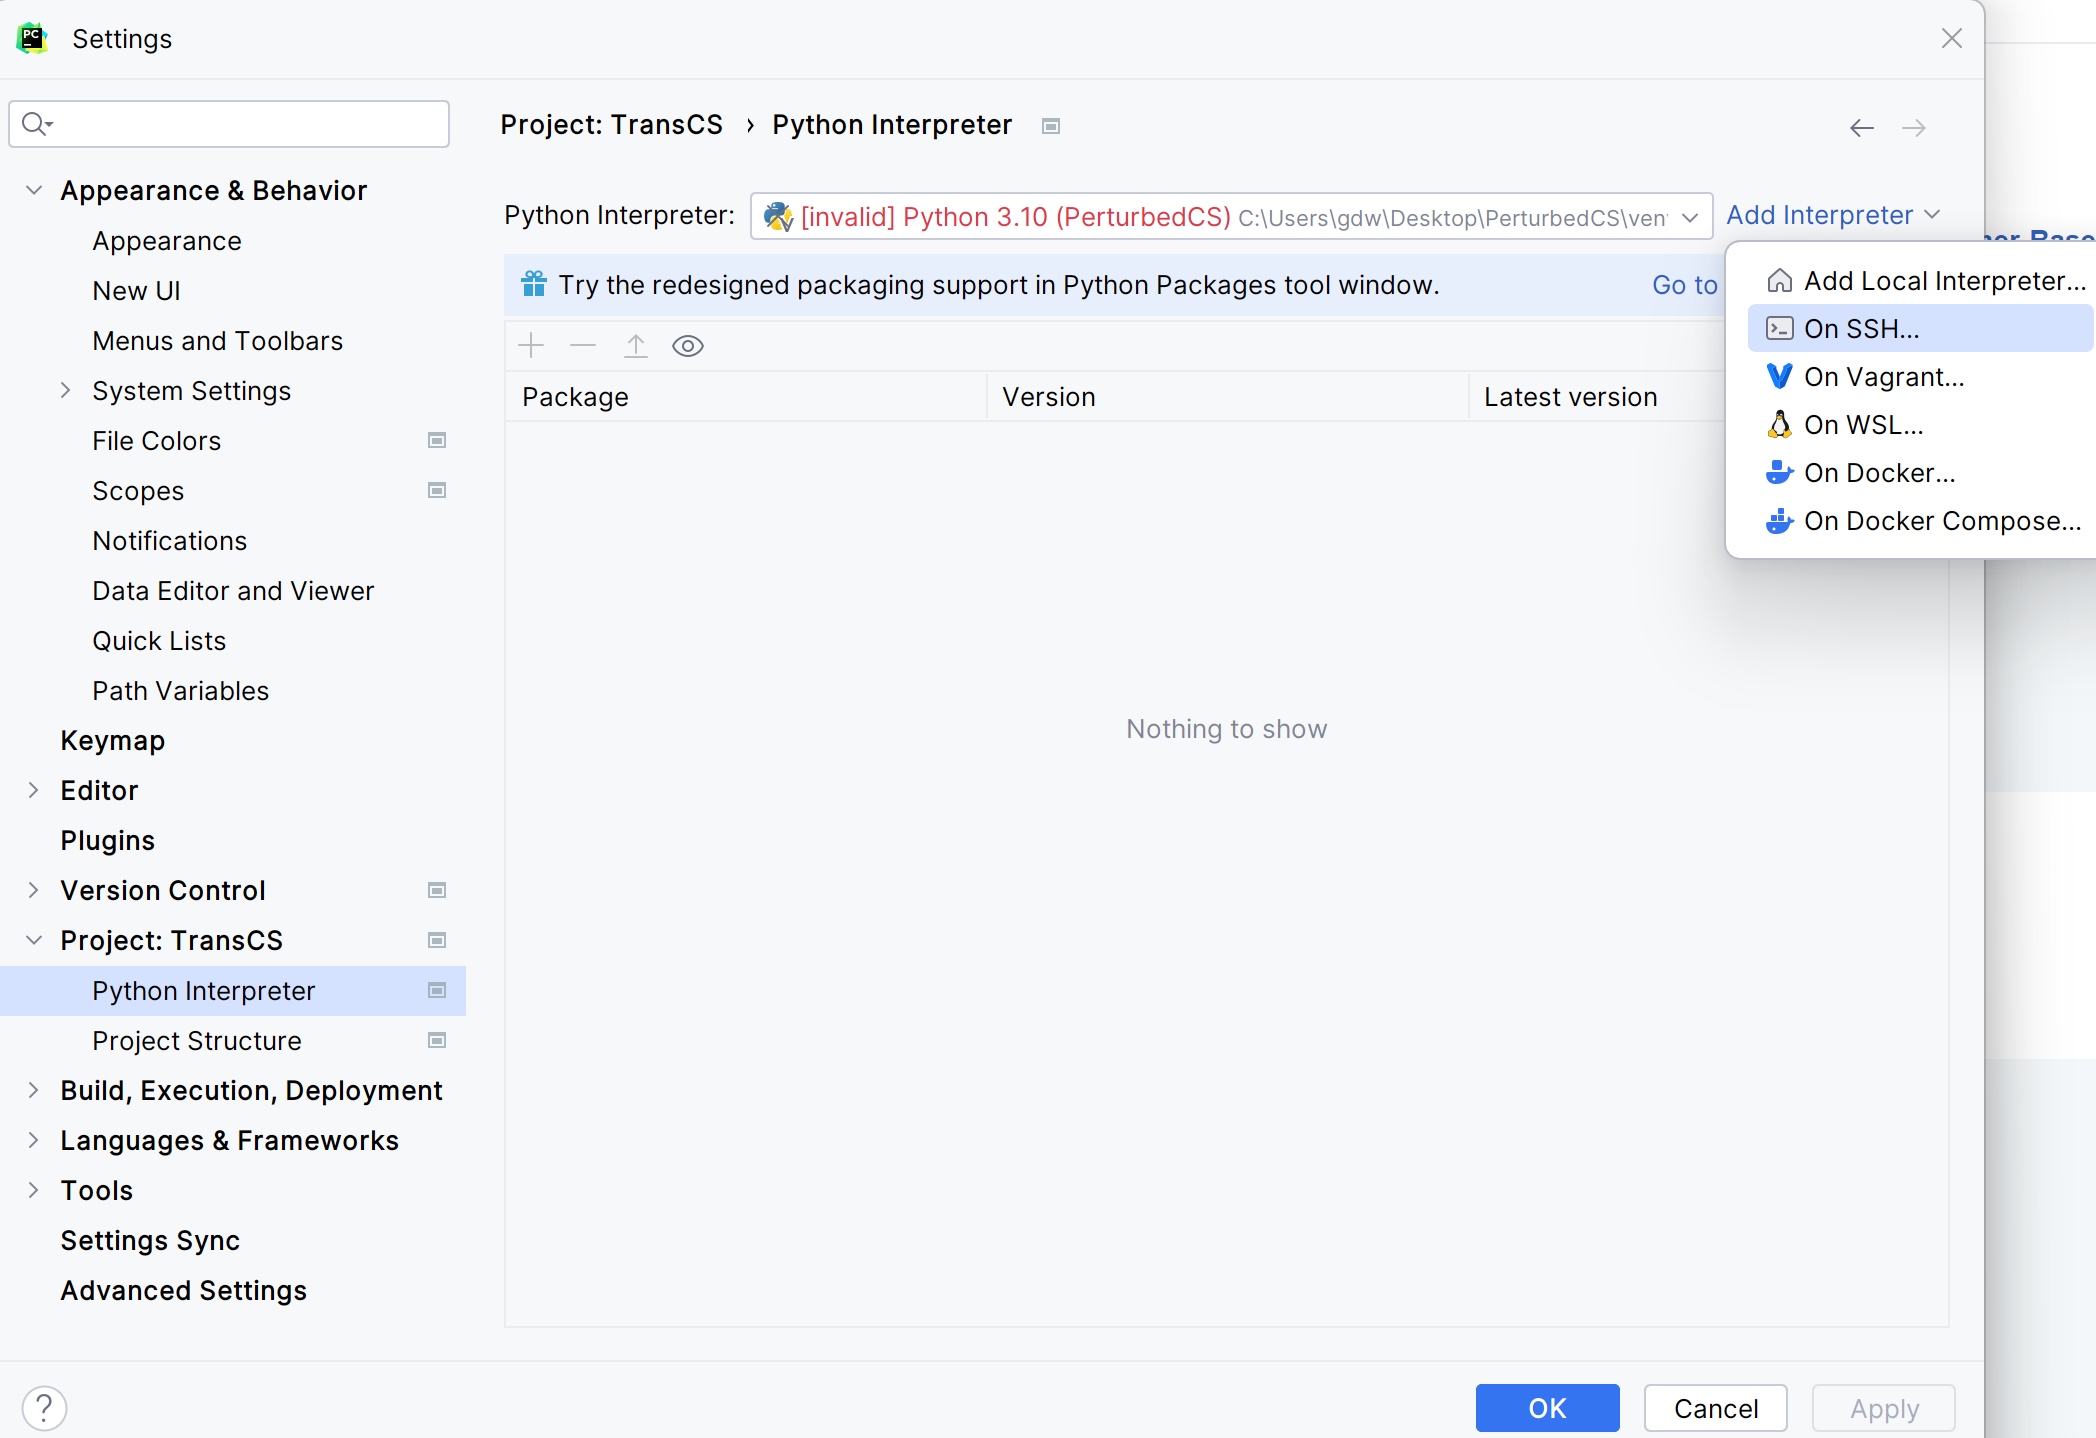 PC
Settings
Project: TransCS › Python Interpreter
Python Interpreter: [invalid] Python 3.10 (PerturbedCS) C:\Users\gdw\Desktop\PerturbedCS\ven
Add Interpreter
Try the redesigned packaging support in Python Packages tool window. Go to
Package Version Latest version
Nothing to show
Add Local Interpreter...
On SSH...
On Vagrant...
On WSL...
On Docker...
On Docker Compose...
Appearance & Behavior
Appearance
New UI
Menus and Toolbars
System Settings
File Colors
Scopes
Notifications
Data Editor and Viewer
Quick Lists
Path Variables
Keymap
Editor
Plugins
Version Control
Project: TransCS
Python Interpreter
Project Structure
Build, Execution, Deployment
Languages & Frameworks
Tools
Settings Sync
Advanced Settings
?
OK Cancel Apply